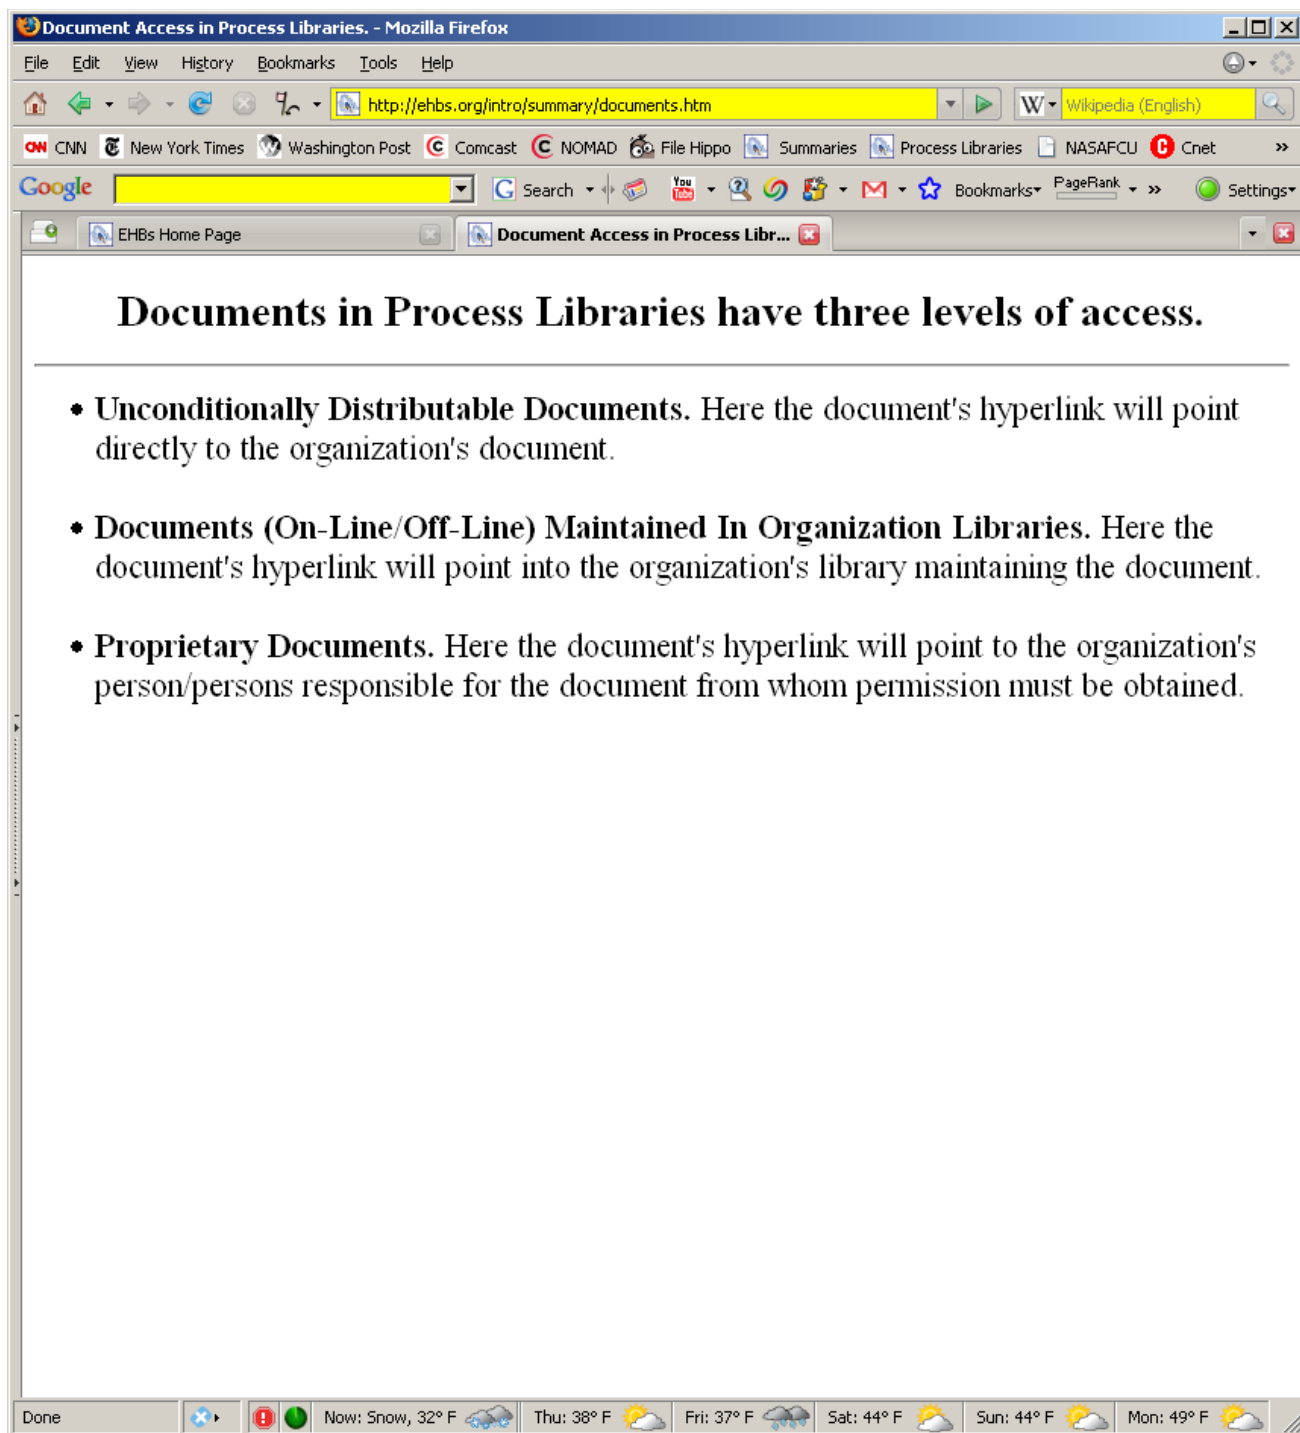 Document Access in Process Libraries. - Mozilla Firefox
File Edit View History Bookmarks Tools Help
http://ehbs.org/intro/summary/documents.htm W Wikipedia (English)
CNN CNN New York Times Washington Post Comcast NOMAD File Hippo Summaries Process Libraries NASAFCU Cnet »
Google G Search You Tube Bookmarks PageRank » Settings
EHBs Home Page Document Access in Process Libr...
Documents in Process Libraries have three levels of access.
• Unconditionally Distributable Documents. Here the document's hyperlink will point
directly to the organization's document.
• Documents (On-Line/Off-Line) Maintained In Organization Libraries. Here the
document's hyperlink will point into the organization's library maintaining the document.
• Proprietary Documents. Here the document's hyperlink will point to the organization's
person/persons responsible for the document from whom permission must be obtained.
Done Now: Snow, 32° F Thu: 38° F Fri: 37° F Sat: 44° F Sun: 44° F Mon: 49° F